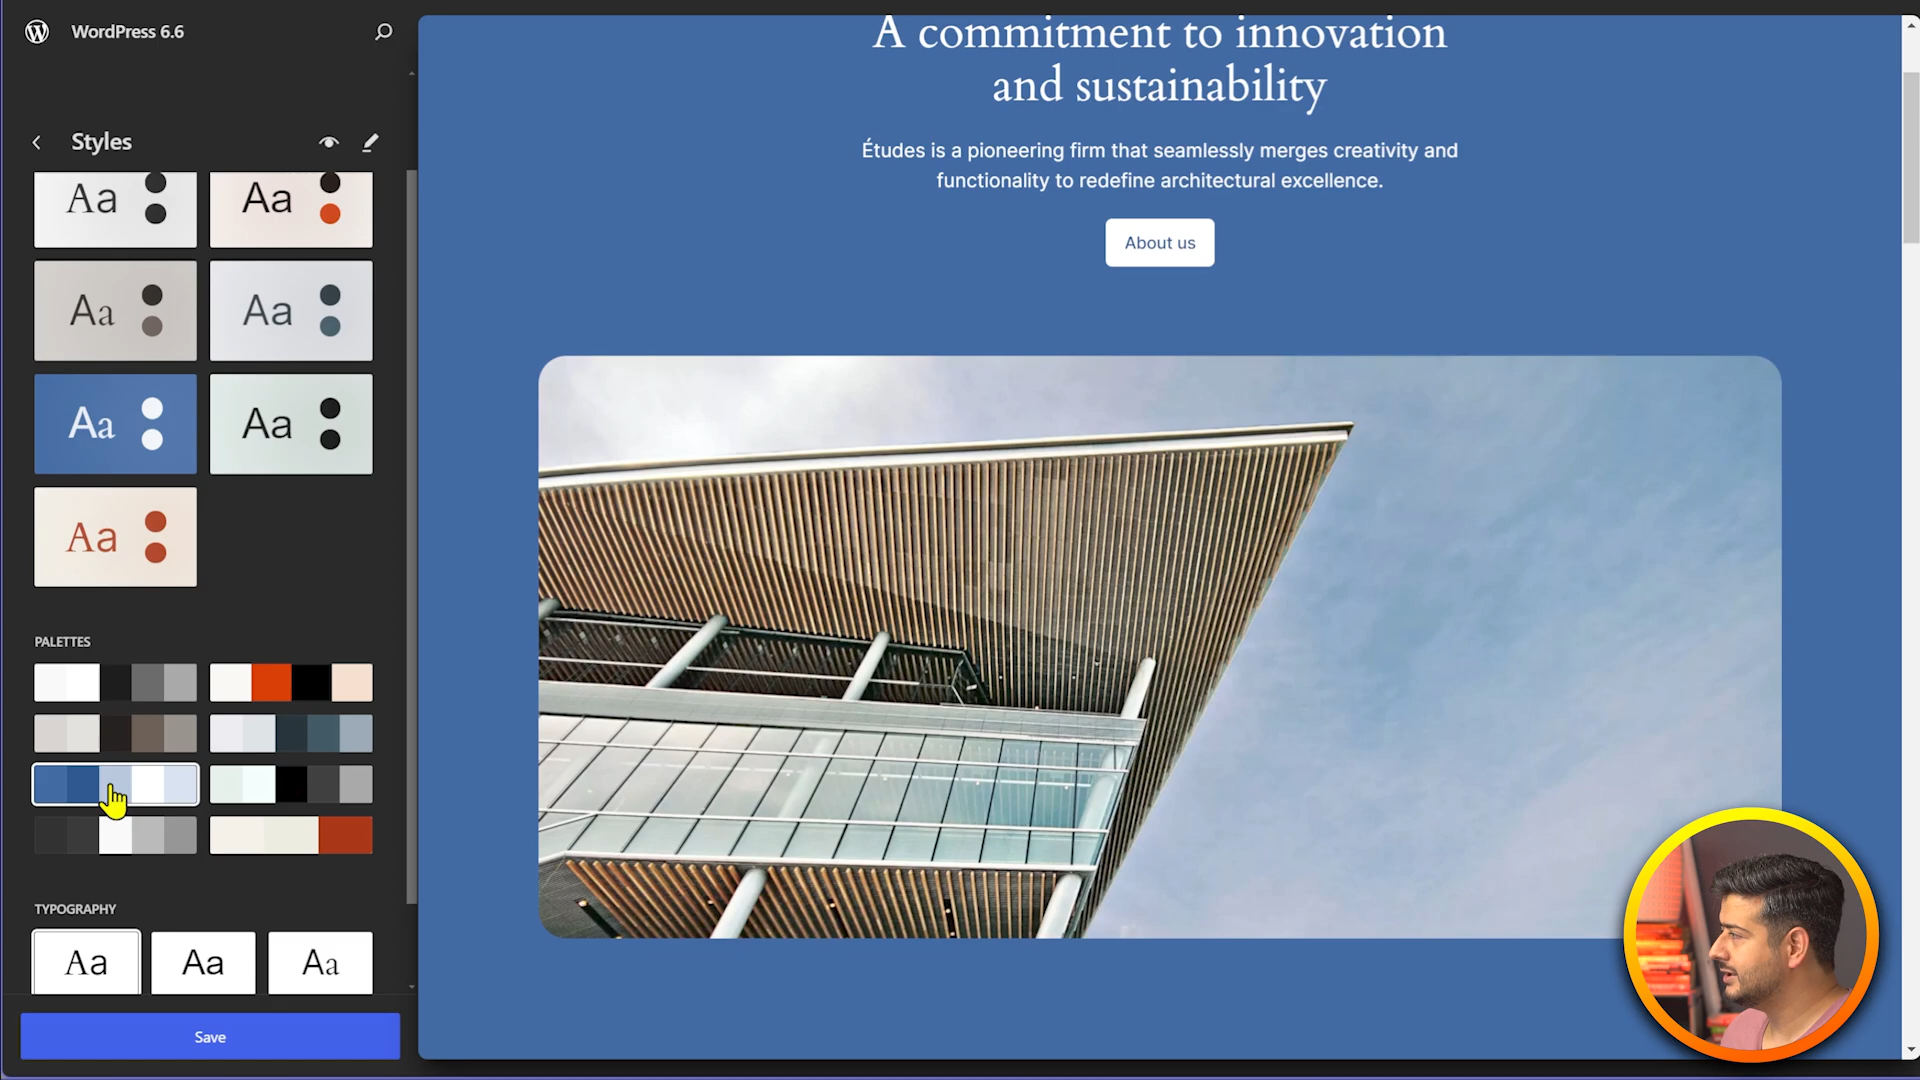 WordPress 6.6
Styles
Aa
Aa
Aa
Aa
Aa
Aa
Aa
PALETTES
TYPOGRAPHY
Aa
Aa
Aa
Save
A commitment to innovation
and sustainability
Études is a pioneering firm that seamlessly merges creativity and
functionality to redefine architectural excellence.
About us